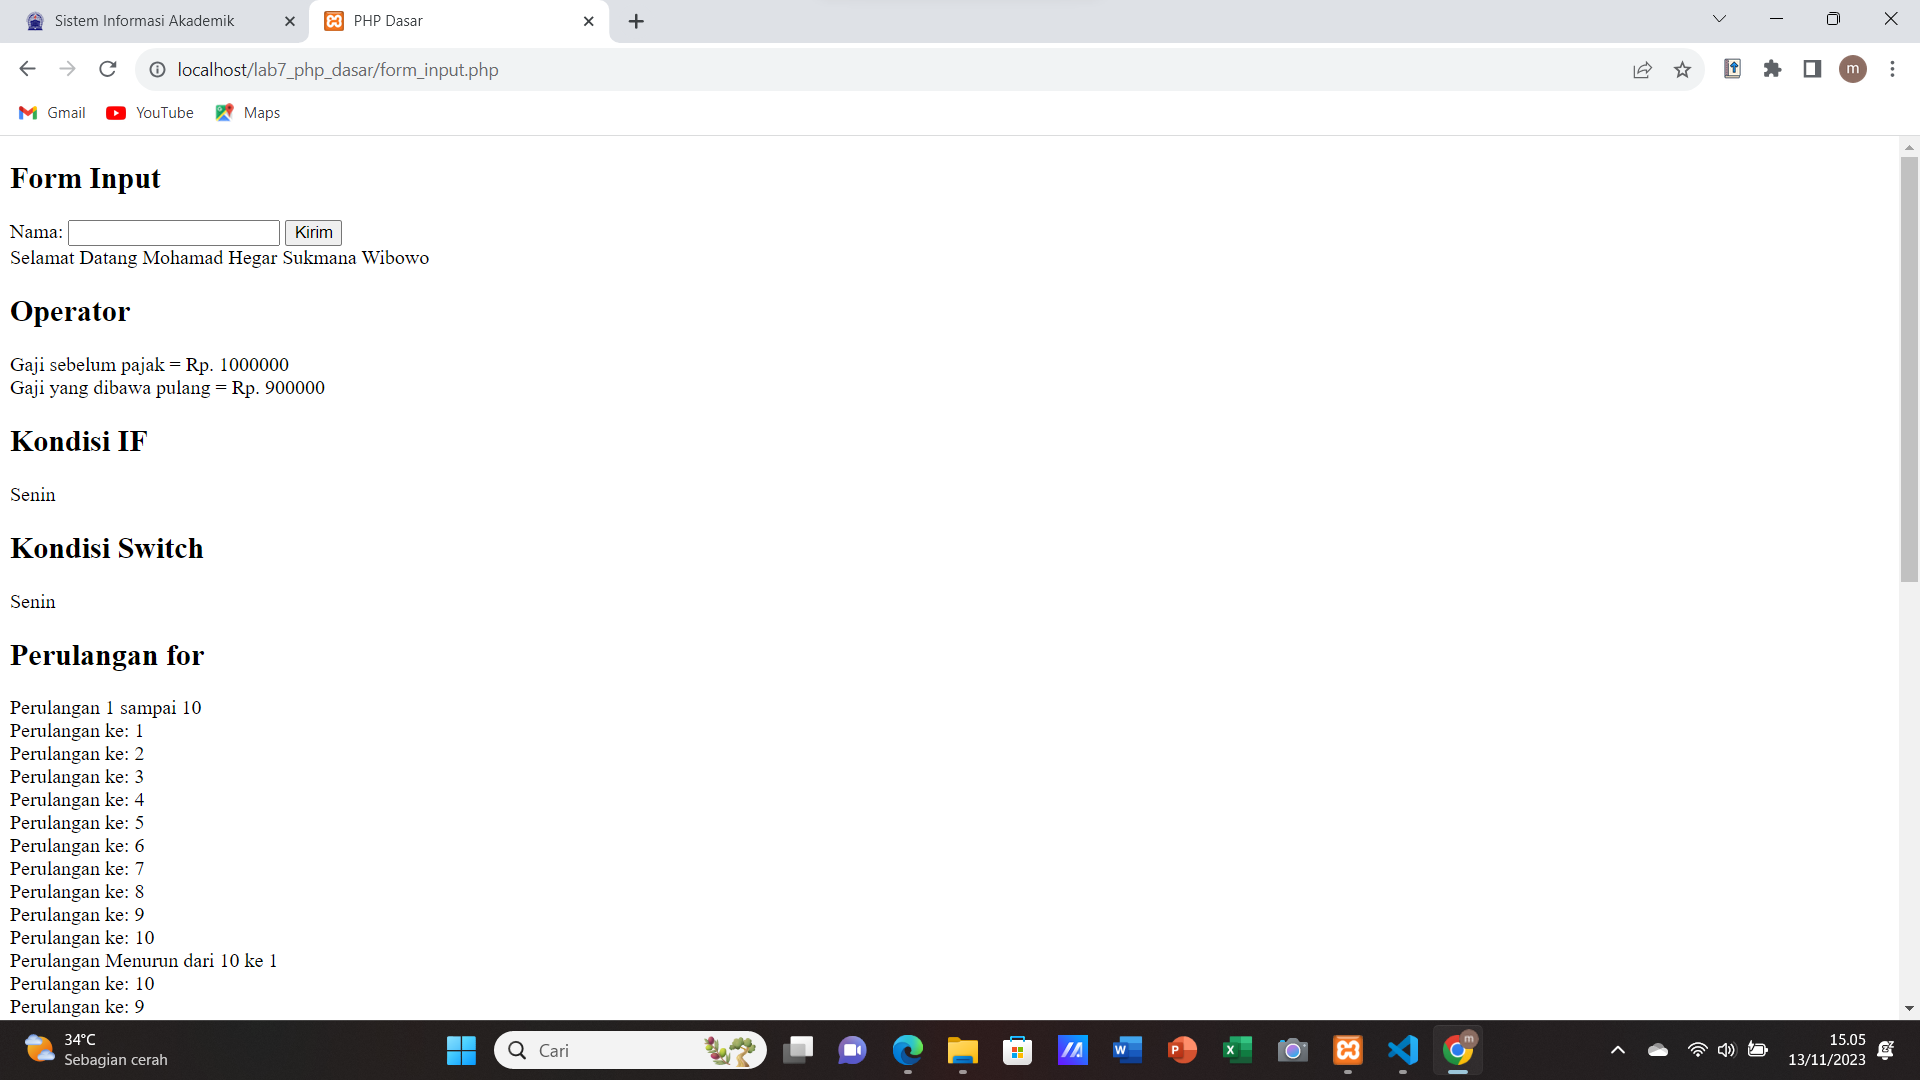 Sistem Informasi Akademik
PHP Dasar
localhost/lab7_php_dasar/form_input.php
m
Gmail
YouTube
Maps
Form Input
Nama:
Kirim
Selamat Datang Mohamad Hegar Sukmana Wibowo
Operator
Gaji sebelum pajak = Rp. 1000000
Gaji yang dibawa pulang = Rp. 900000
Kondisi IF
Senin
Kondisi Switch
Senin
Perulangan for
Perulangan 1 sampai 10
Perulangan ke: 1
Perulangan ke: 2
Perulangan ke: 3
Perulangan ke: 4
Perulangan ke: 5
Perulangan ke: 6
Perulangan ke: 7
Perulangan ke: 8
Perulangan ke: 9
Perulangan ke: 10
Perulangan Menurun dari 10 ke 1
Perulangan ke: 10
Perulangan ke: 9
34°C
Sebagian cerah
Cari
15.05
13/11/2023